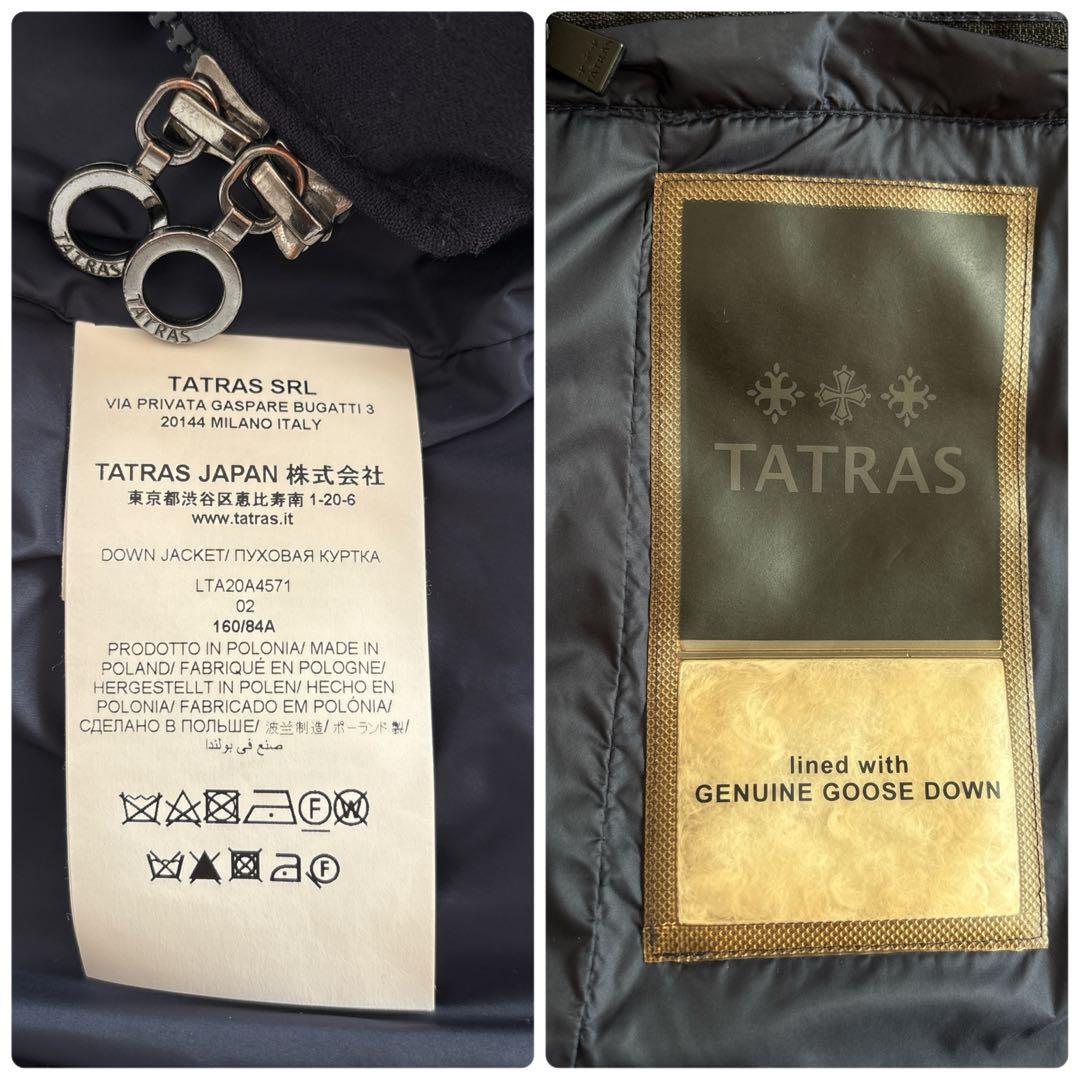 TATRAS
TATRAS
TATRAS SRL
VIA PRIVATA GASPARE BUGATTI 3
20144 MILANO ITALY
TATRAS JAPAN 株式会社
東京都渋谷区恵比寿南 1-20-6
www.tatras.it
DOWN JACKET/ ПУХОВАЯ КУРТКА
LTA20A4571
02
160/84A
PRODOTTO IN POLONIA/ MADE IN
POLAND/ FABRIQUÉ EN POLOGNE/
HERGESTELLT IN POLEN/ HECHO EN
POLONIA/ FABRICADO EM POLÓNIA/
СДЕЛАНО В ПОЛЬШЕ/ 波兰制造/ ポーランド製/
صنع في بولندا
F W
F
TATRAS
TATRAS
lined with
GENUINE GOOSE DOWN